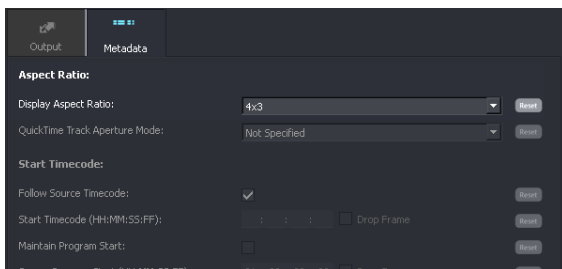 Output
Metadata
Aspect Ratio:
Display Aspect Ratio: 4x3 Reset
QuickTime Track Aperture Mode: Not Specified Reset
Start Timecode:
Follow Source Timecode: Reset
Start Timecode (HH:MM:SS:FF): : : : Drop Frame Reset
Maintain Program Start: Reset